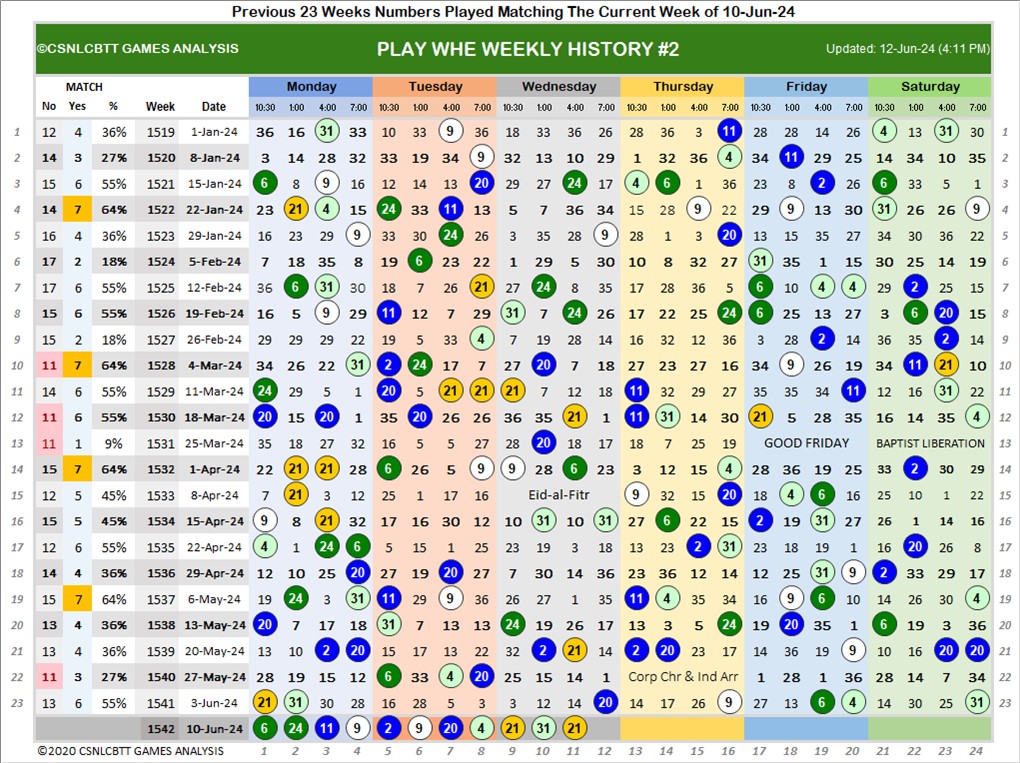 Previous 23 Weeks Numbers Played Matching The Current Week of 10-Jun-24
©CSNLCBTT GAMES ANALYSIS PLAY WHE WEEKLY HISTORY #2 Updated: 12-Jun-24 (4:11 PM)
MATCH Monday Tuesday Wednesday Thursday Friday Saturday
No Yes % Week Date 10:30 1:00 4:00 7:00 10:30 1:00 4:00 7:00 10:30 1:00 4:00 7:00 10:30 1:00 4:00 7:00 10:30 1:00 4:00 7:00 10:30 1:00 4:00 7:00
1 12 4 36% 1519 1-Jan-24 36 16 31 33 10 33 9 36 18 33 36 26 28 36 3 11 28 28 14 26 4 13 23 30 1
2 14 3 27% 1520 8-Jan-24 3 14 28 32 33 19 34 9 32 13 10 29 1 32 36 4 34 11 29 25 14 34 10 35 2
3 15 6 55% 1521 15-Jan-24 6 8 9 16 12 14 13 20 29 27 24 17 4 6 1 36 23 8 2 26 6 33 5 1 3
4 14 7 64% 1522 22-Jan-24 23 21 4 15 24 33 11 13 5 7 36 34 15 28 9 22 29 9 13 30 31 26 26 9 4
5 16 4 36% 1523 29-Jan-24 16 23 29 9 33 30 24 26 3 35 28 9 28 1 3 20 13 15 35 27 34 30 36 22 5
6 17 2 18% 1524 5-Feb-24 7 18 35 8 19 6 23 22 1 29 5 30 10 8 32 27 31 35 1 15 30 25 14 19 6
7 17 6 55% 1525 12-Feb-24 36 6 31 30 18 7 26 21 27 24 8 35 17 28 36 5 6 10 4 4 29 2 25 15 7
8 15 6 55% 1526 19-Feb-24 16 5 9 29 11 12 7 29 31 7 24 26 17 22 25 24 6 25 13 27 3 6 20 15 8
9 15 2 18% 1527 26-Feb-24 29 29 29 22 19 5 33 4 7 19 28 14 16 32 12 36 3 28 2 14 36 35 2 14 9
10 11 7 64% 1528 4-Mar-24 34 26 22 31 2 24 17 7 27 20 7 18 27 23 27 16 34 9 26 19 34 11 21 10 10
11 14 6 55% 1529 11-Mar-24 24 29 5 1 20 5 21 21 21 7 12 18 11 32 29 27 35 35 34 11 12 16 31 22 11
12 11 6 55% 1530 18-Mar-24 20 15 20 1 35 20 26 26 36 35 21 1 11 31 14 30 21 5 28 35 16 14 35 4 12
13 11 1 9% 1531 25-Mar-24 35 18 27 32 16 5 5 27 28 20 18 17 18 7 25 19 GOOD FRIDAY BAPTIST LIBERATION 13
14 15 7 64% 1532 1-Apr-24 22 21 21 28 6 26 5 9 9 28 6 23 3 12 15 4 28 36 19 25 33 2 30 29 14
15 12 5 45% 1533 8-Apr-24 7 21 3 12 25 1 17 16 Eid-al-Fitr 9 32 15 20 18 4 6 16 25 10 1 22 15
16 15 5 45% 1534 15-Apr-24 9 8 21 32 17 16 30 12 10 31 10 31 27 6 22 15 2 19 31 27 26 1 14 16 16
17 12 6 55% 1535 22-Apr-24 4 1 24 6 5 15 1 25 23 19 3 18 13 23 2 31 23 18 19 1 16 20 26 8 17
18 14 4 36% 1536 29-Apr-24 12 10 25 20 27 19 20 27 7 30 14 36 23 36 12 14 12 25 31 9 2 33 29 17 18
19 15 7 64% 1537 6-May-24 19 24 3 31 11 29 9 36 26 27 1 35 11 4 35 34 16 9 6 10 14 26 30 4 19
20 13 4 36% 1538 13-May-24 20 7 17 18 31 7 13 13 24 19 26 17 13 3 5 24 19 20 35 1 6 19 3 36 20
21 13 4 36% 1539 20-May-24 10 3 2 20 15 17 13 22 32 2 21 14 2 20 23 17 14 36 19 9 10 16 20 20 21
22 11 3 27% 1540 27-May-24 28 19 15 12 6 33 4 20 25 15 14 1 Corp Chr & Ind Arr 1 28 1 36 28 14 7 34 22
23 13 6 55% 1541 3-Jun-24 21 31 30 28 16 28 5 3 3 12 14 20 14 17 26 9 27 13 6 4 14 30 25 31 23
1542 10-Jun-24 6 24 11 9 2 9 20 4 21 31 21
©2020 CSNLCBTT GAMES ANALYSIS 1 2 3 4 5 6 7 8 9 10 11 12 13 14 15 16 17 18 19 20 21 22 23 24